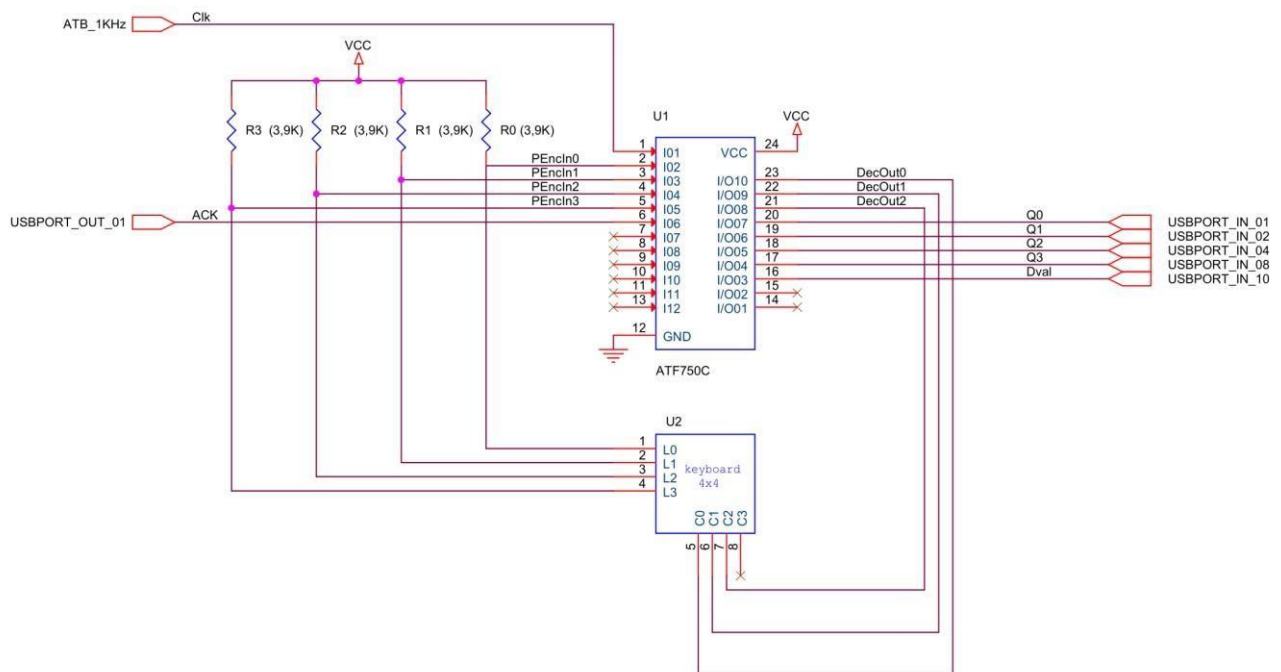 ATB_1KHz
Clk
VCC
R3 (3,9K)
R2 (3,9K)
R1 (3,9K)
R0 (3,9K)
U1
VCC
1 I01 VCC 24
2 I02
PEncIn0
3 I03 I/O10 23 DecOut0
PEncIn1
4 I04 I/O09 22 DecOut1
PEncIn2
5 I05 I/O08 21 DecOut2
PEncIn3
USBPORT_OUT_01 ACK 6 I06 I/O07 20 Q0 USBPORT_IN_01
7 I07 I/O06 19 Q1 USBPORT_IN_02
8 I08 I/O05 18 Q2 USBPORT_IN_04
9 I09 I/O04 17 Q3 USBPORT_IN_08
10 I10 I/O03 16 Dval USBPORT_IN_10
11 I11 I/O02 15
13 I12 I/O01 14
12 GND
ATF750C
U2
1 L0
2 L1
3 L2
4 L3
keyboard
4x4
C0 C1 C2 C3
5 6 7 8